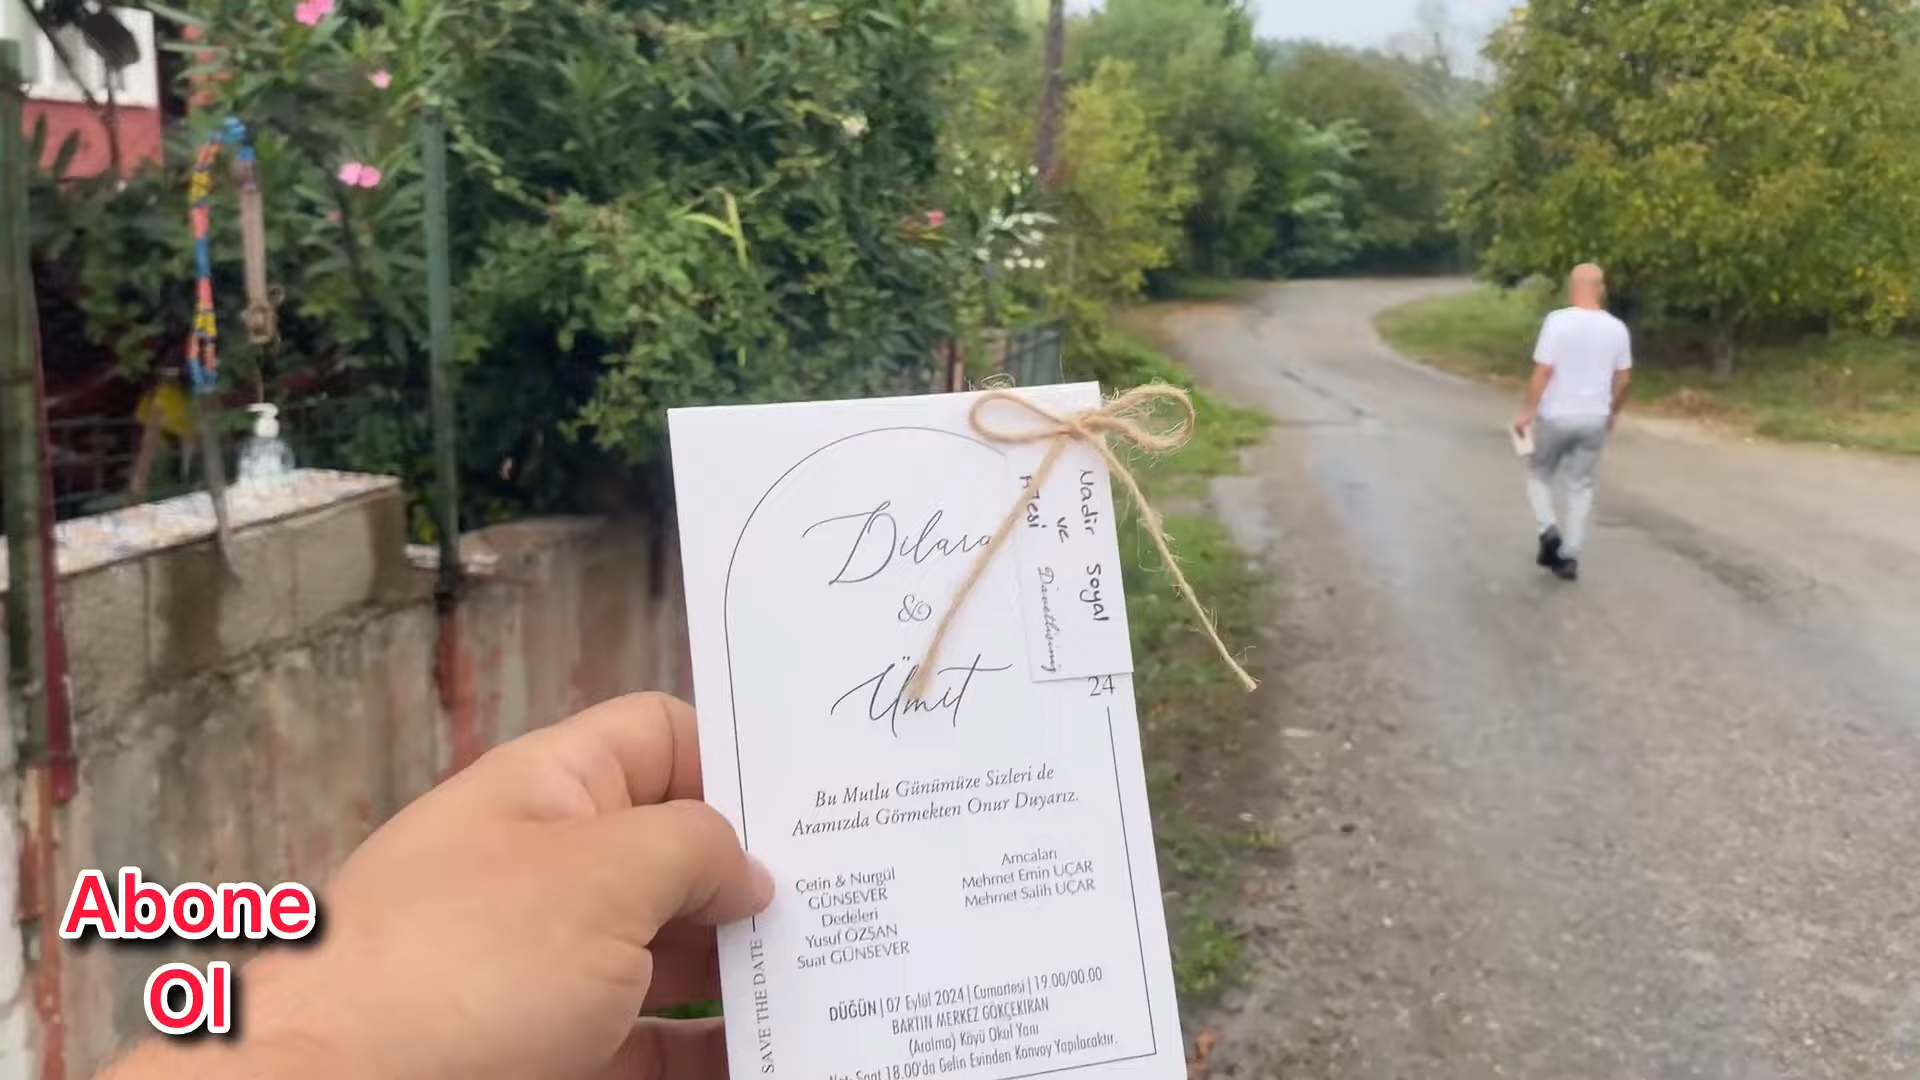 Dilara
&
Ümit
Nadir Soyal
ve
Ailesi
Davetlisiniz
24
Bu Mutlu Günümüze Sizleri de
Aramızda Görmekten Onur Duyarız.
Çetin & Nurgül
GÜNSEVER
Dedeleri
Yusuf ÖZŞAN
Suat GÜNSEVER
Amcaları
Mehmet Emin UÇAR
Mehmet Salih UÇAR
SAVE THE DATE
DÜĞÜN | 07 Eylül 2024 | Cumartesi | 19.00/00.00
BARTIN MERKEZ GÖKÇEKIRAN
(Aralma) Köyü Okul Yanı
Not: Saat 18.00'da Gelin Evinden Konvoy Yapılacaktır.
Abone
Ol